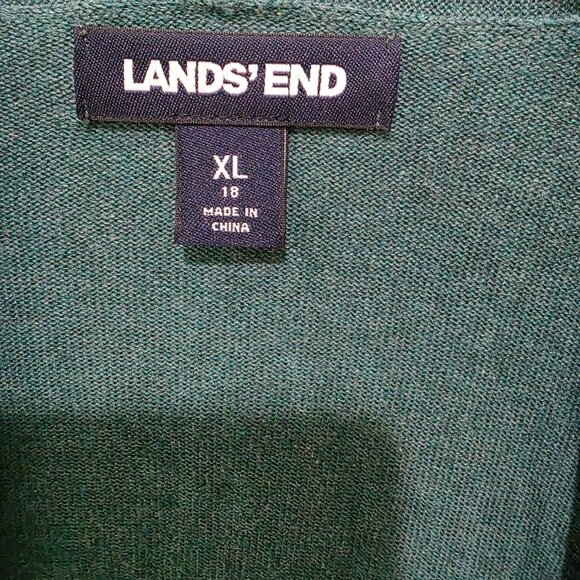 LANDS' END
XL
18
MADE IN
CHINA